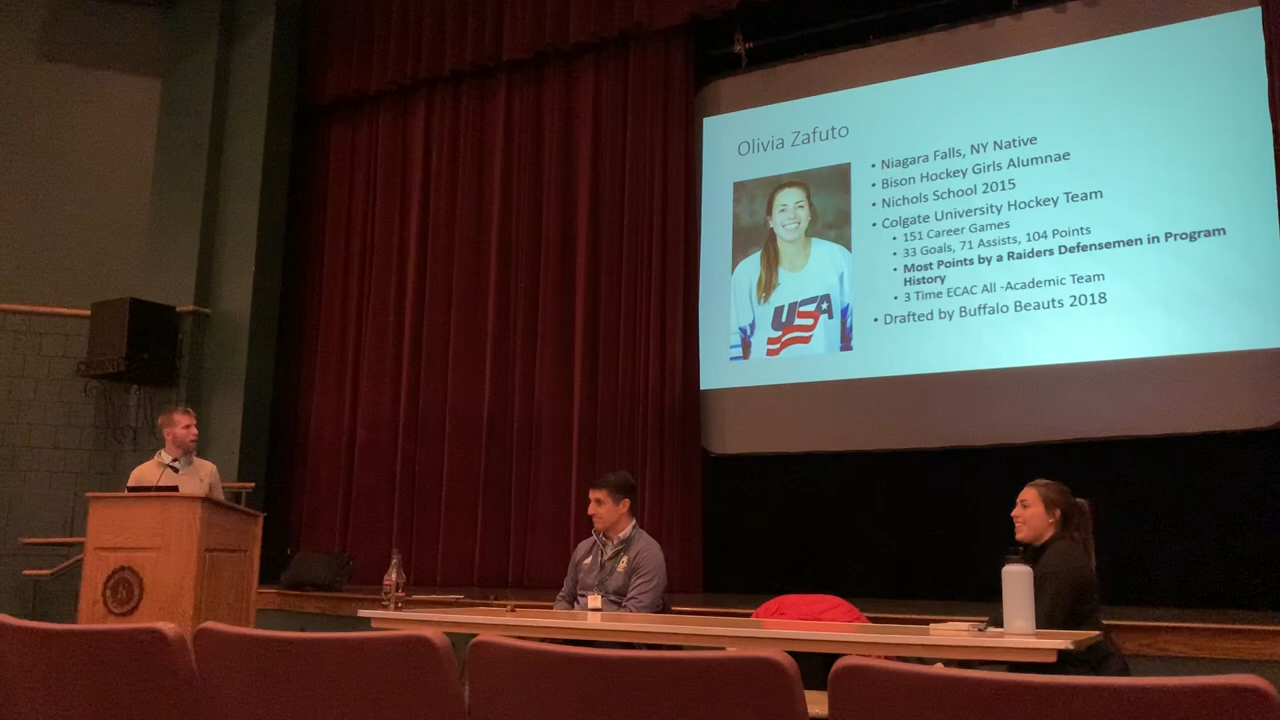 Olivia Zafuto
• Niagara Falls, NY Native
• Bison Hockey Girls Alumnae
• Nichols School 2015
• Colgate University Hockey Team
• 151 Career Games
• 33 Goals, 71 Assists, 104 Points
• Most Points by a Raiders Defensemen in Program
History
• 3 Time ECAC All -Academic Team
• Drafted by Buffalo Beauts 2018
USA
N